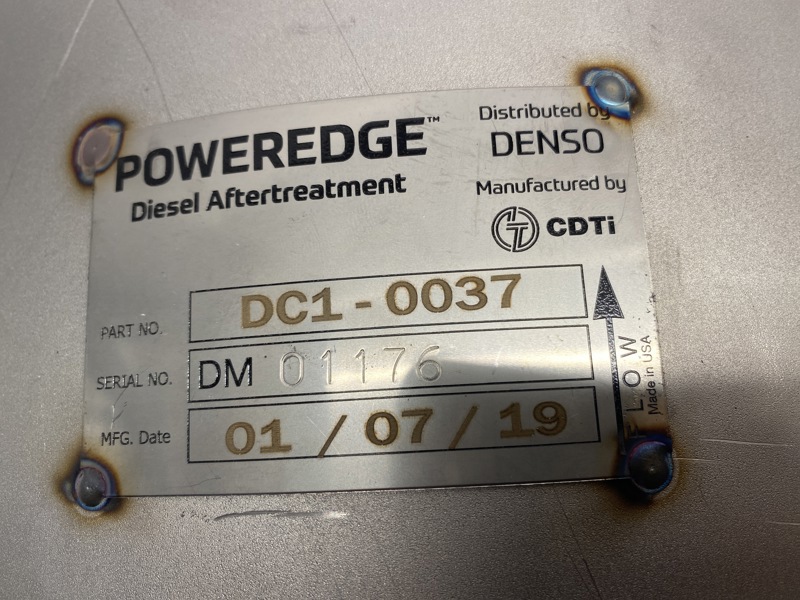 POWEREDGE™
Diesel Aftertreatment
Distributed by
DENSO
Manufactured by
CDTi
PART NO. DC1-0037
SERIAL NO. DM 01176
MFG. Date 01 / 07 / 19
FLOW
Made in USA